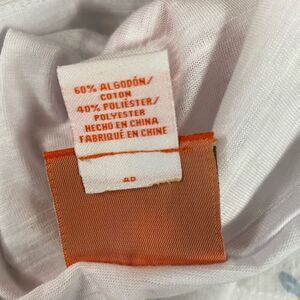 60% ALGODÓN/
COTON
40% POLIÉSTER/
POLYESTER
HECHO EN CHINA
FABRIQUÉ EN CHINE